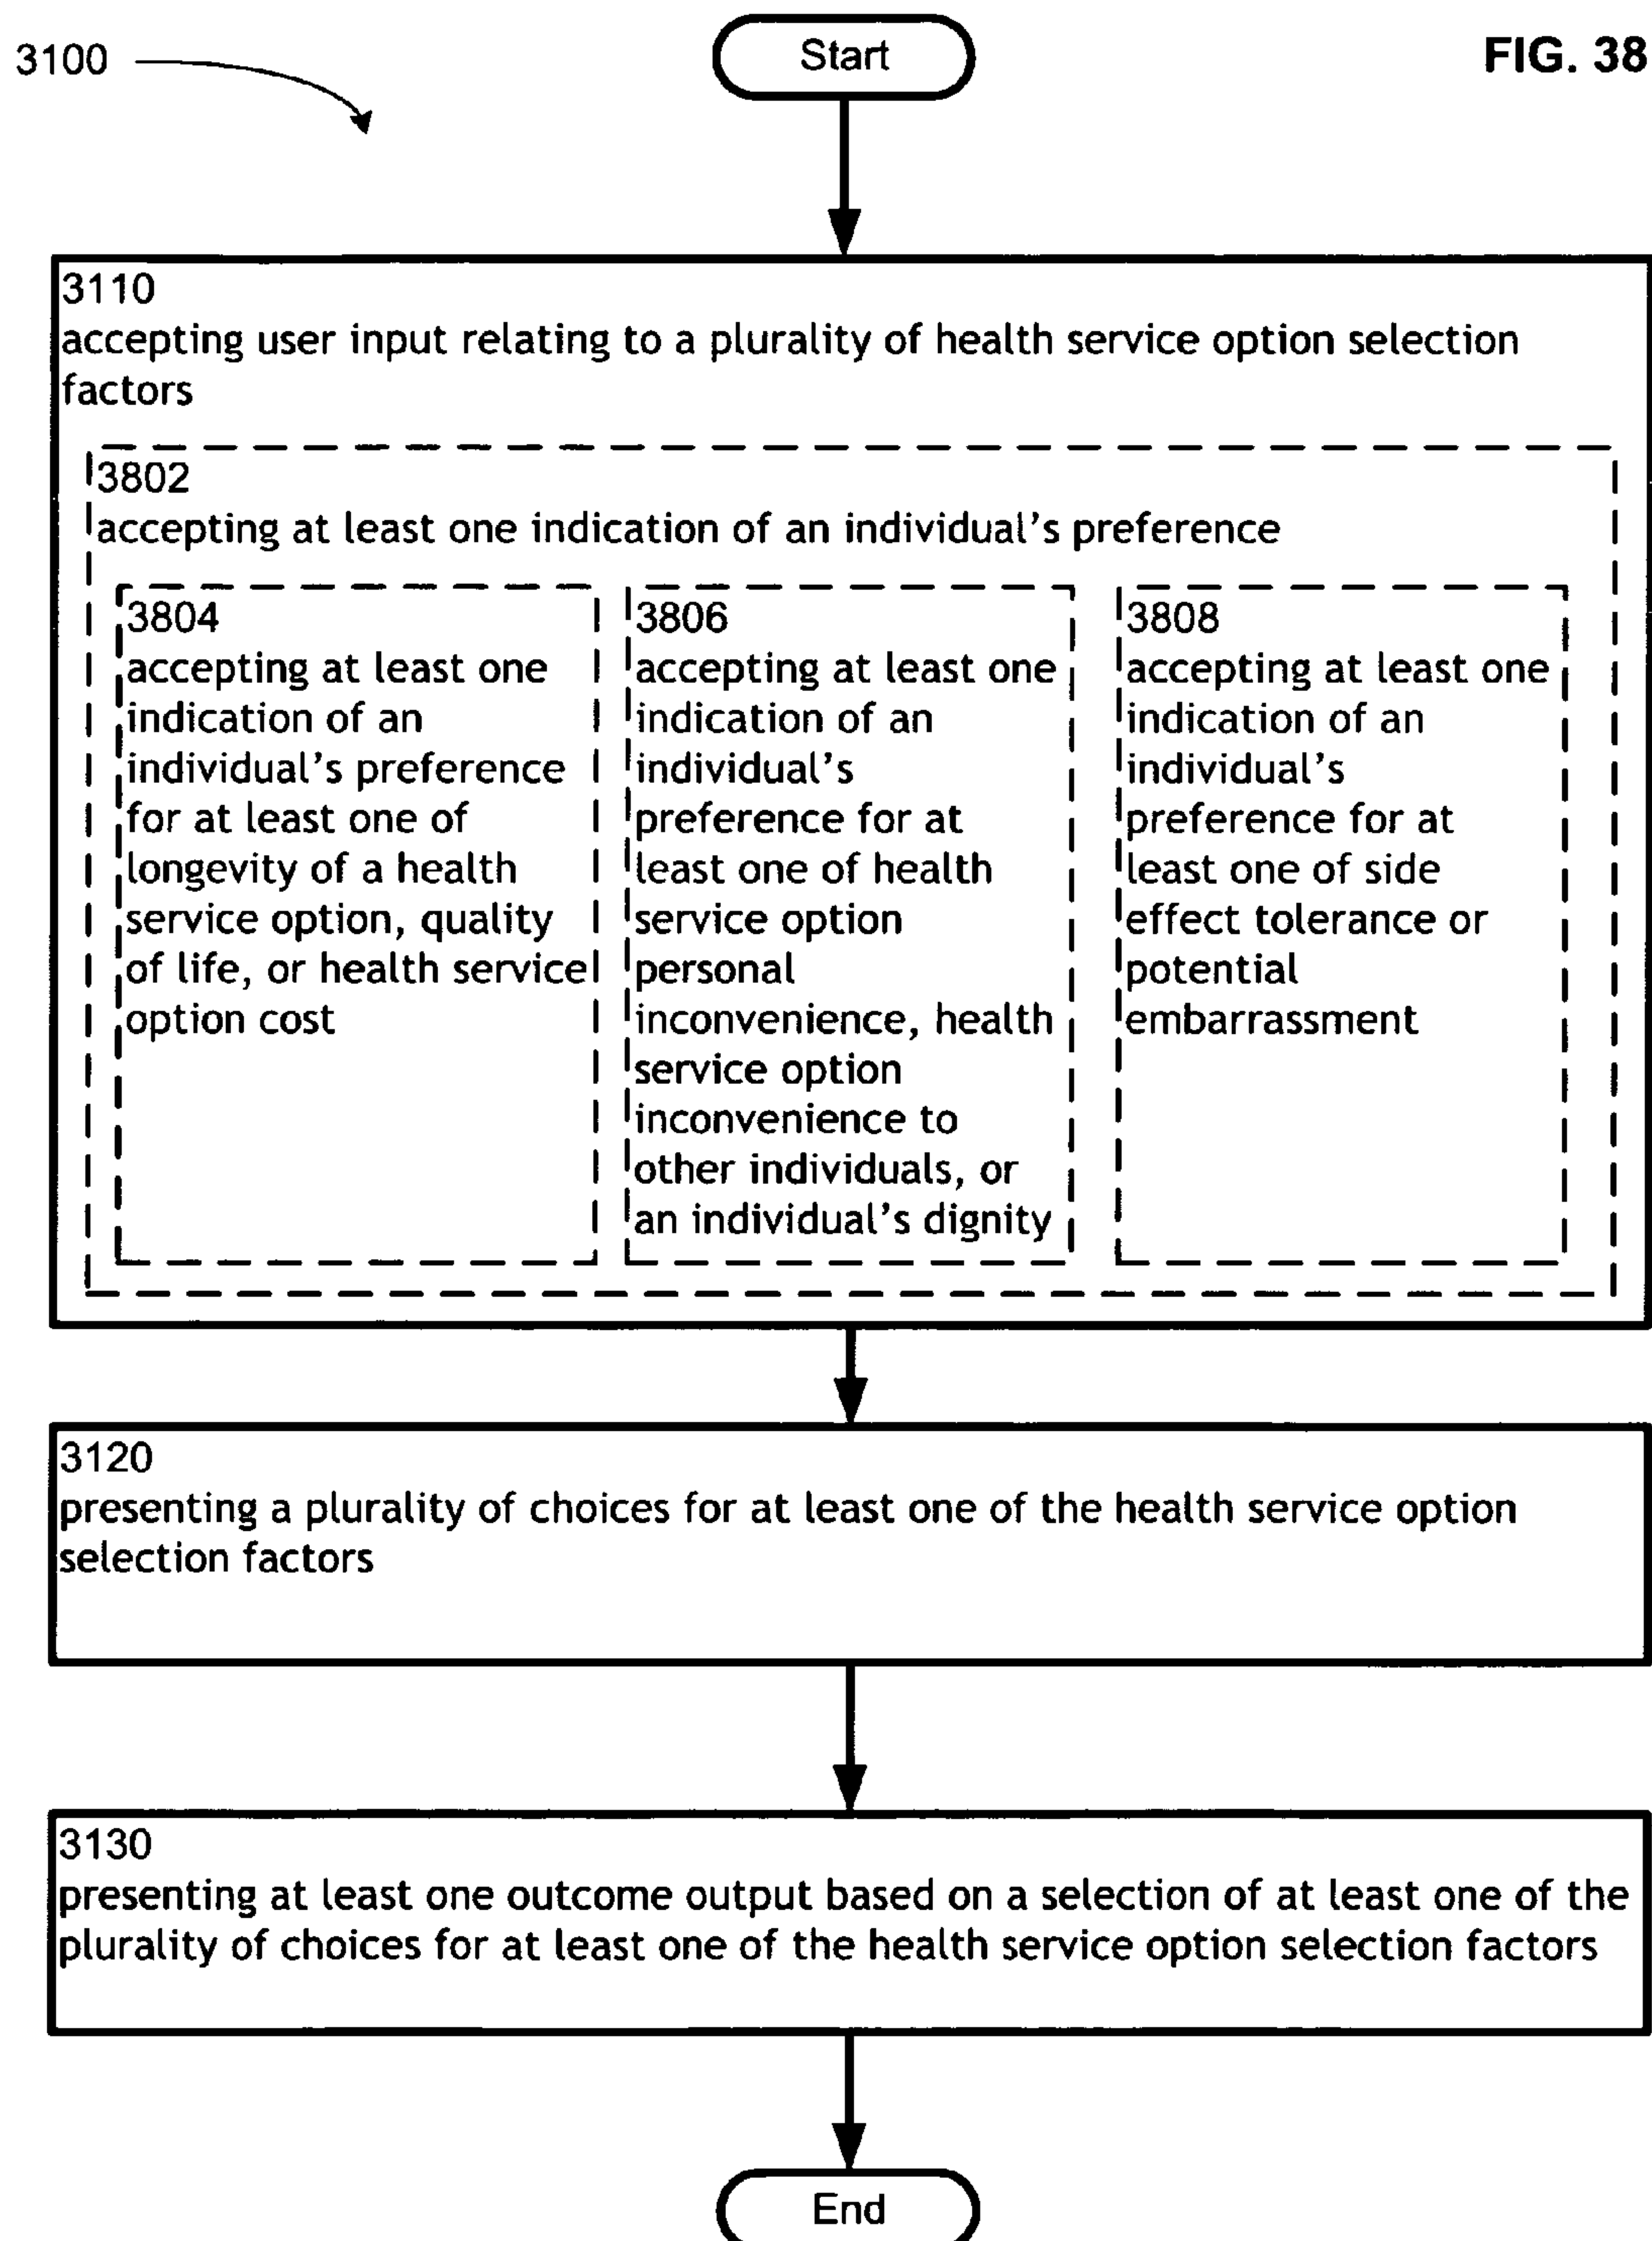 3100
Start
FIG. 38
3110
accepting user input relating to a plurality of health service option selection
factors
3802
accepting at least one indication of an individual's preference
3804
accepting at least one
indication of an
individual's preference
for at least one of
longevity of a health
service option, quality
of life, or health service
option cost
3806
accepting at least one
indication of an
individual's
preference for at
least one of health
service option
personal
inconvenience, health
service option
inconvenience to
other individuals, or
an individual's dignity
3808
accepting at least one
indication of an
individual's
preference for at
least one of side
effect tolerance or
potential
embarrassment
3120
presenting a plurality of choices for at least one of the health service option
selection factors
3130
presenting at least one outcome output based on a selection of at least one of the
plurality of choices for at least one of the health service option selection factors
End